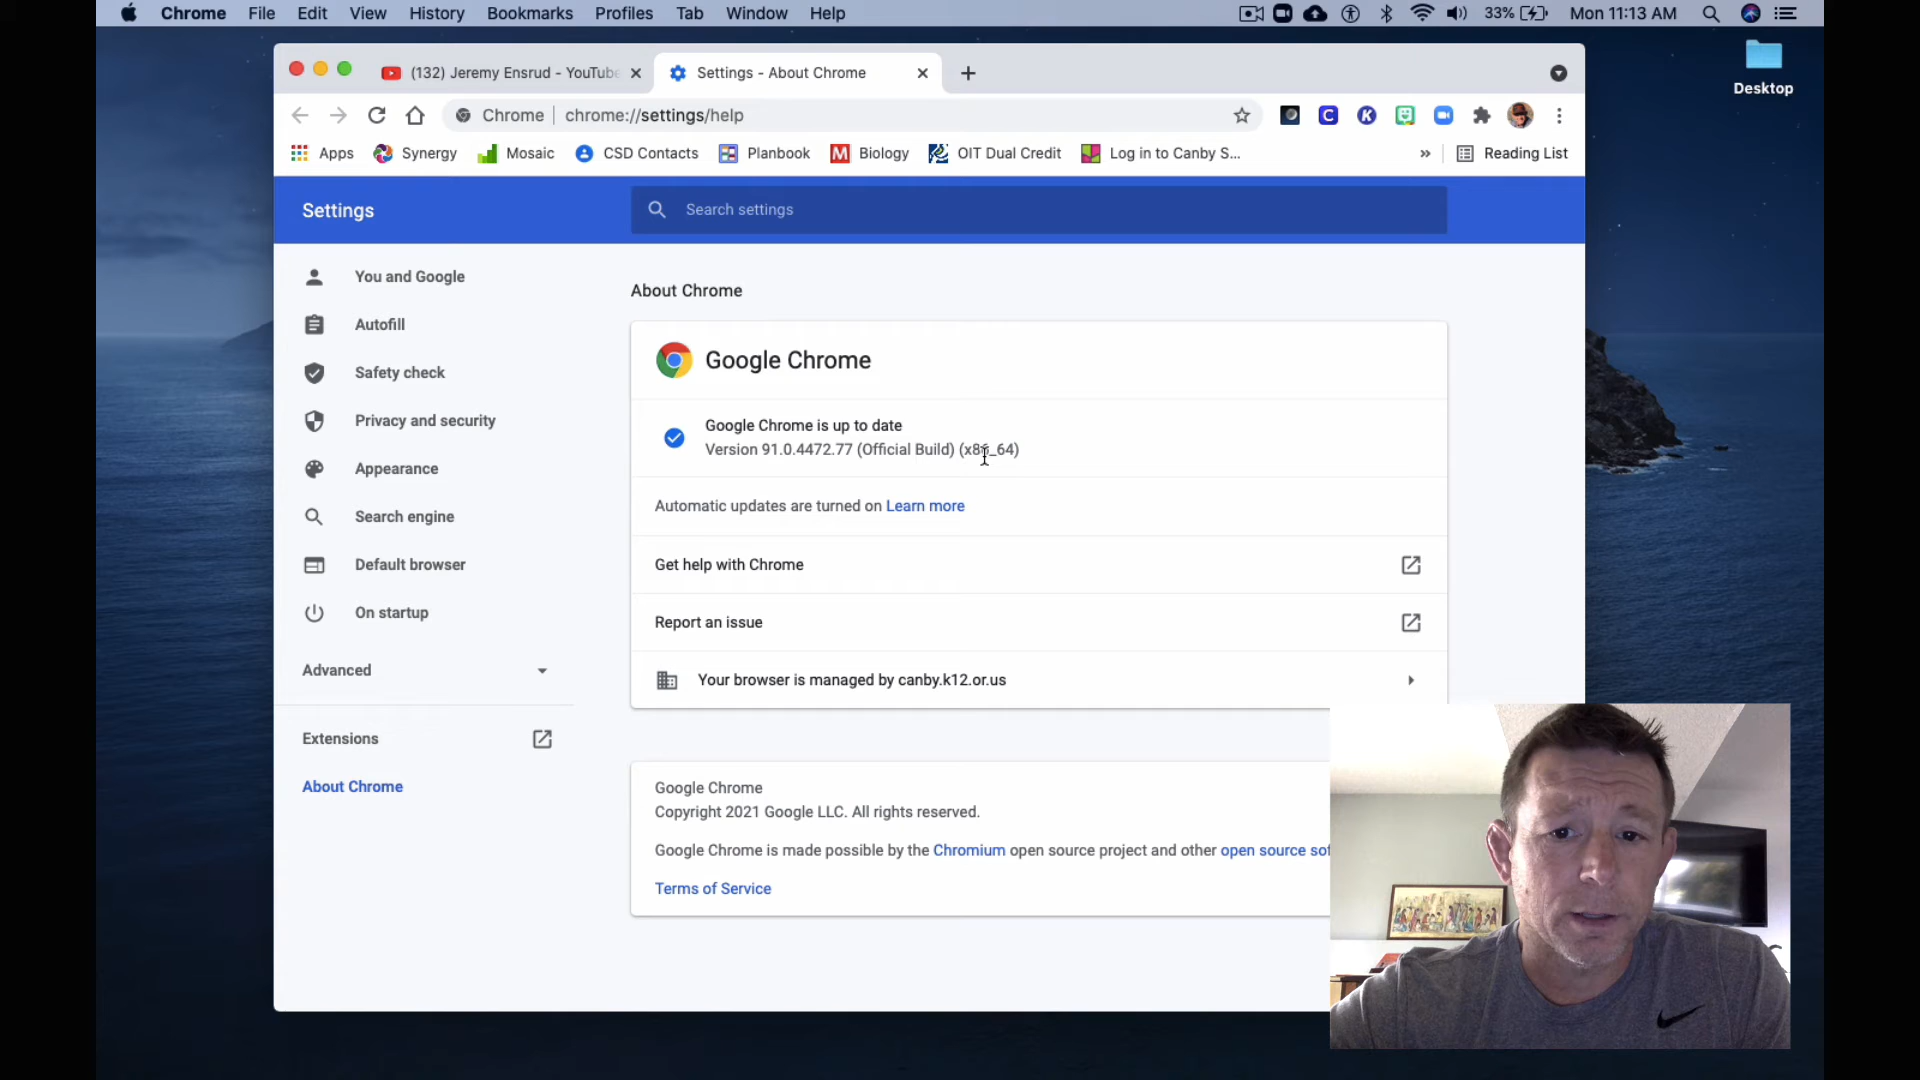 Chrome File Edit View History Bookmarks Profiles Tab Window Help 33% Mon 11:13 AM
Desktop
(132) Jeremy Ensrud - YouTube Settings - About Chrome
Chrome chrome://settings/help
Apps Synergy Mosaic CSD Contacts Planbook Biology OIT Dual Credit Log in to Canby S... » Reading List
Settings
Search settings
You and Google
Autofill
Safety check
Privacy and security
Appearance
Search engine
Default browser
On startup
Advanced
Extensions
About Chrome
About Chrome
Google Chrome
Google Chrome is up to date
Version 91.0.4472.77 (Official Build) (x86_64)
Automatic updates are turned on Learn more
Get help with Chrome
Report an issue
Your browser is managed by canby.k12.or.us
Google Chrome
Copyright 2021 Google LLC. All rights reserved.
Google Chrome is made possible by the Chromium open source project and other open source sof
Terms of Service